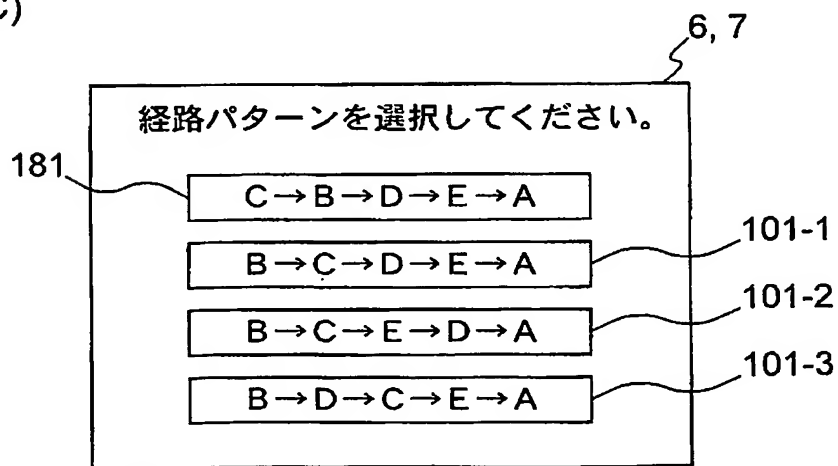 C)
6, 7
経路パターンを選択してください。
181
C→B→D→E→A
B→C→D→E→A
101-1
B→C→E→D→A
101-2
B→D→C→E→A
101-3